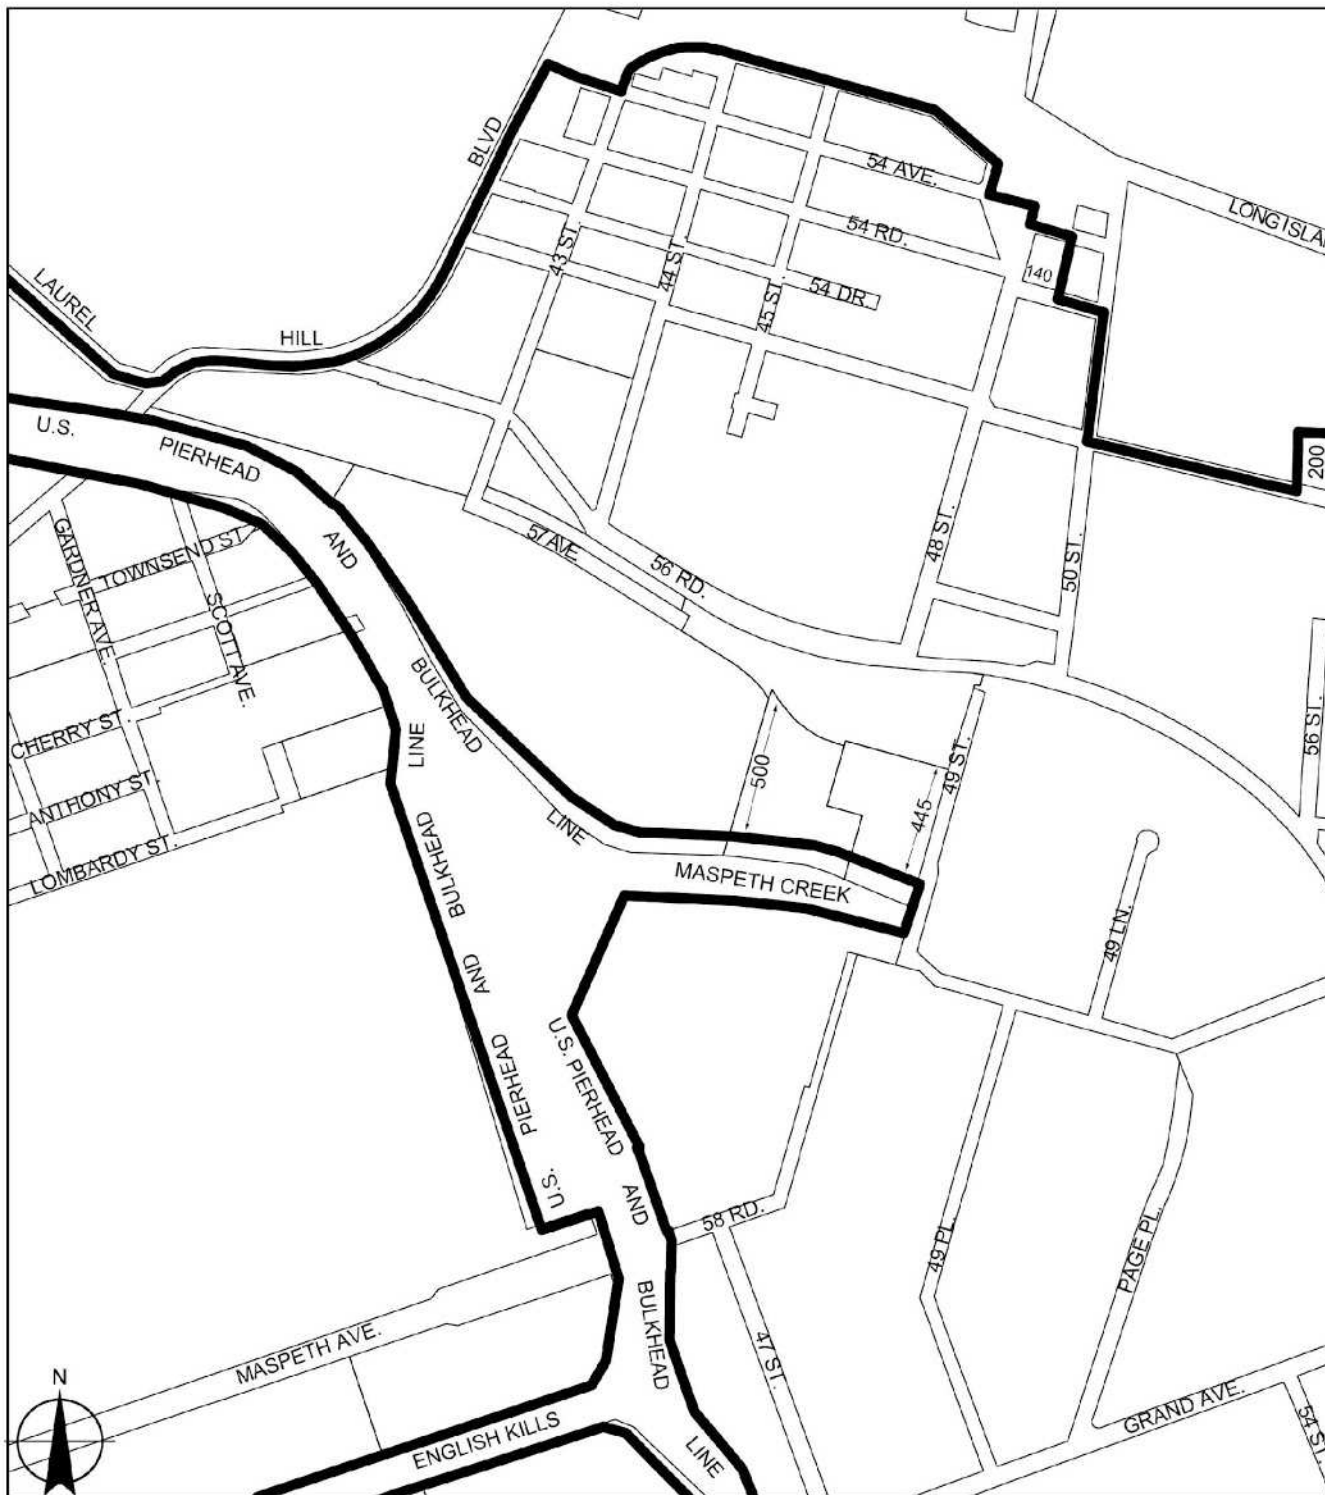 BLVD
54 AVE.
54 RD.
LONG ISLAN
43 ST.
44 ST.
45 ST.
54 DR.
140
LAUREL
HILL
U.S.
PIERHEAD
AND
BULKHEAD
LINE
200
GARDNER AVE.
TOWNSEND ST.
SCOTT AVE.
57 AVE.
56 RD.
48 ST.
50 ST.
56 ST.
CHERRY ST.
ANTHONY ST.
LOMBARDY ST.
500
445
49 ST.
MASPETH CREEK
49 LN.
LINE
BULKHEAD
AND
PIERHEAD
U.S.
U.S. PIERHEAD
AND
BULKHEAD
LINE
58 RD.
47 ST.
49 PL.
PAGE PL.
MASPETH AVE.
ENGLISH KILLS
GRAND AVE.
54 ST.
N